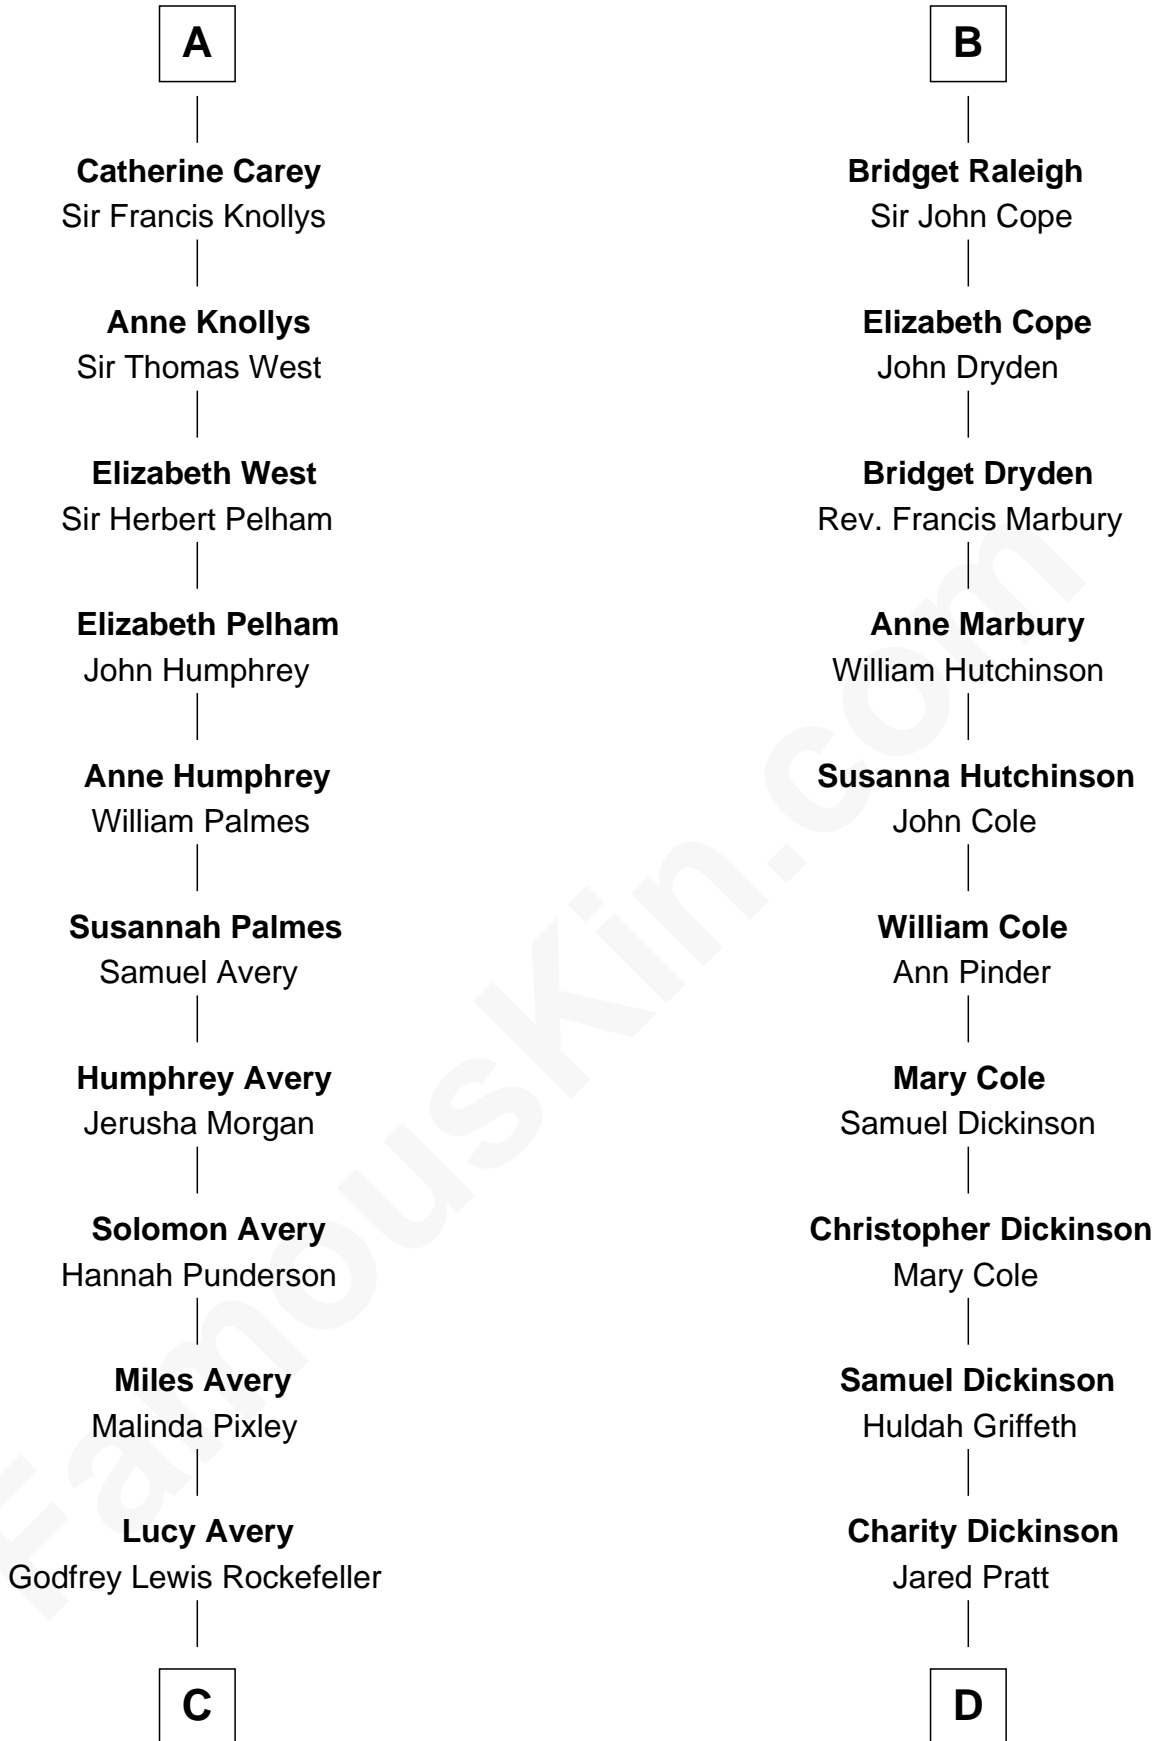 A
Catherine Carey
Sir Francis Knollys
Anne Knollys
Sir Thomas West
Elizabeth West
Sir Herbert Pelham
Elizabeth Pelham
John Humphrey
Anne Humphrey
William Palmes
Susannah Palmes
Samuel Avery
Humphrey Avery
Jerusha Morgan
Solomon Avery
Hannah Punderson
Miles Avery
Malinda Pixley
Lucy Avery
Godfrey Lewis Rockefeller
C
B
Bridget Raleigh
Sir John Cope
Elizabeth Cope
John Dryden
Bridget Dryden
Rev. Francis Marbury
Anne Marbury
William Hutchinson
Susanna Hutchinson
John Cole
William Cole
Ann Pinder
Mary Cole
Samuel Dickinson
Christopher Dickinson
Mary Cole
Samuel Dickinson
Huldah Griffeth
Charity Dickinson
Jared Pratt
D
FamousKin.com